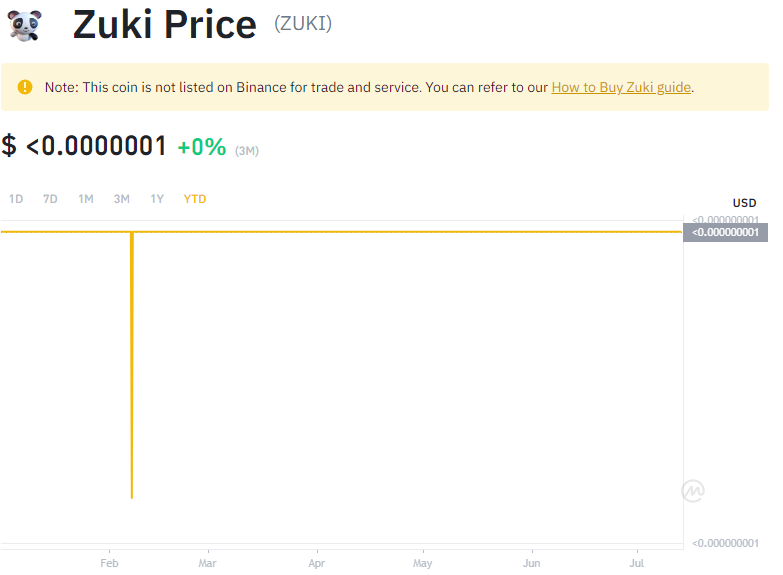 Zuki Price (ZUKI)
Note: This coin is not listed on Binance for trade and service. You can refer to our How to Buy Zuki guide.
$ <0.0000001 +0% (3M)
1D 7D 1M 3M 1Y YTD
USD
<0.000000001
<0.000000001
<0.000000001
Feb Mar Apr May Jun Jul